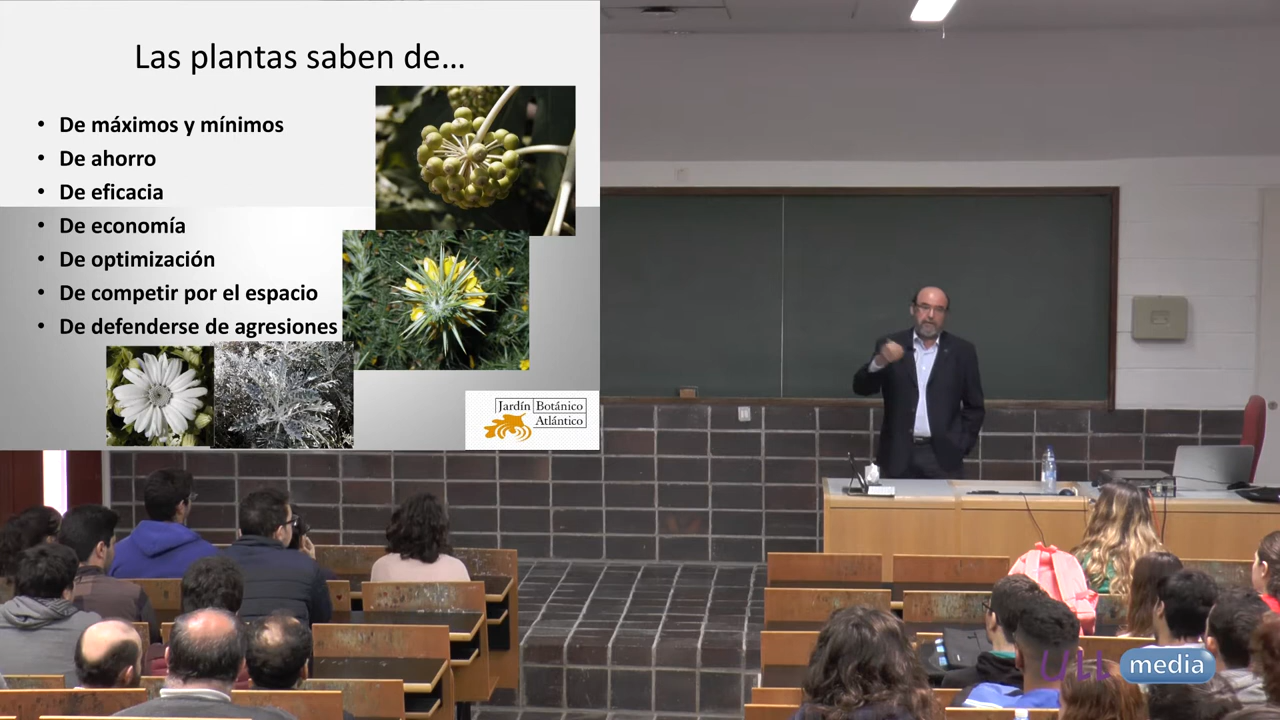 Las plantas saben de...
• De máximos y mínimos
• De ahorro
• De eficacia
• De economía
• De optimización
• De competir por el espacio
• De defenderse de agresiones
Jardín Botánico
Atlántico
ULL media